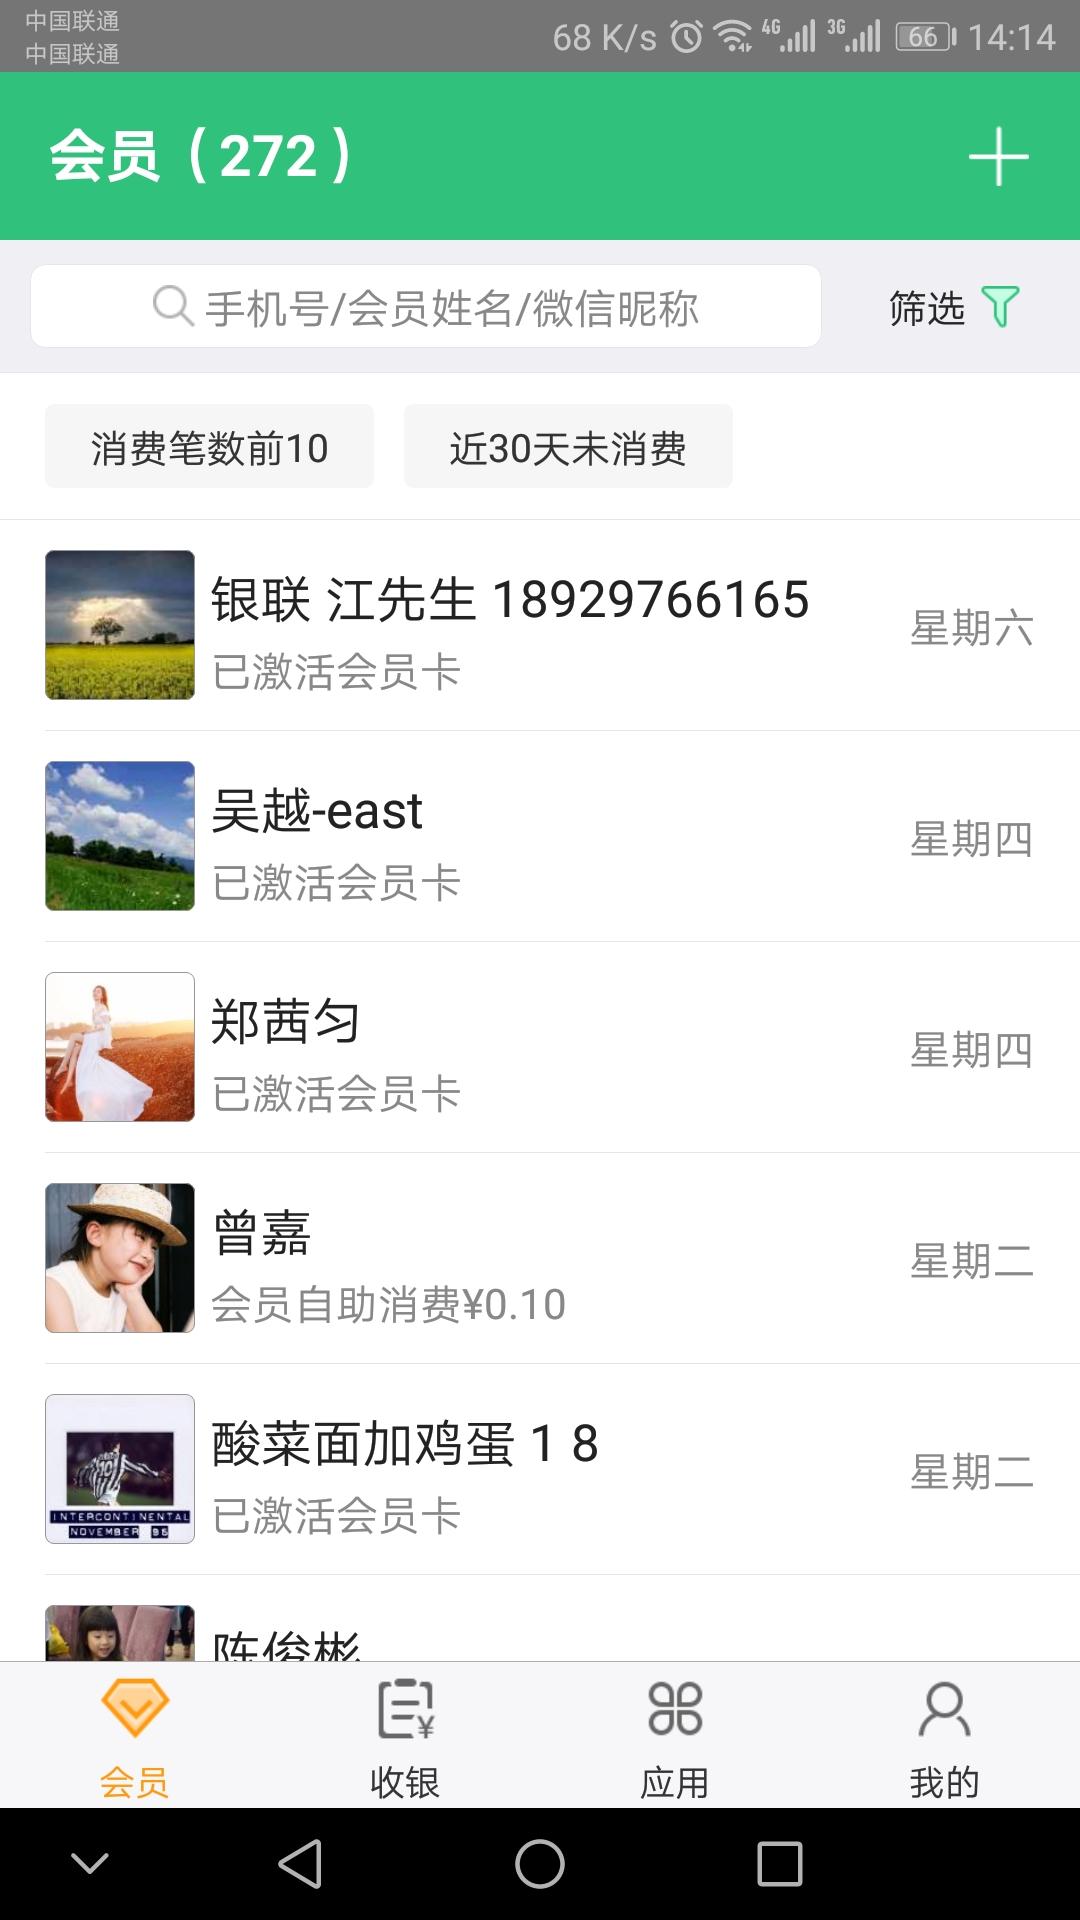 中国联通
中国联通
68 K/s 4G 3G 66 14:14
会员（272）
手机号/会员姓名/微信昵称
筛选
消费笔数前10 近30天未消费
银联 江先生 18929766165
星期六
已激活会员卡
吴越-east
星期四
已激活会员卡
郑茜匀
星期四
已激活会员卡
曾嘉
星期二
会员自助消费¥0.10
酸菜面加鸡蛋 1 8
星期二
已激活会员卡
INTERCONTINENTAL
NOVEMBER 96
陈俊彬
会员 收银 应用 我的